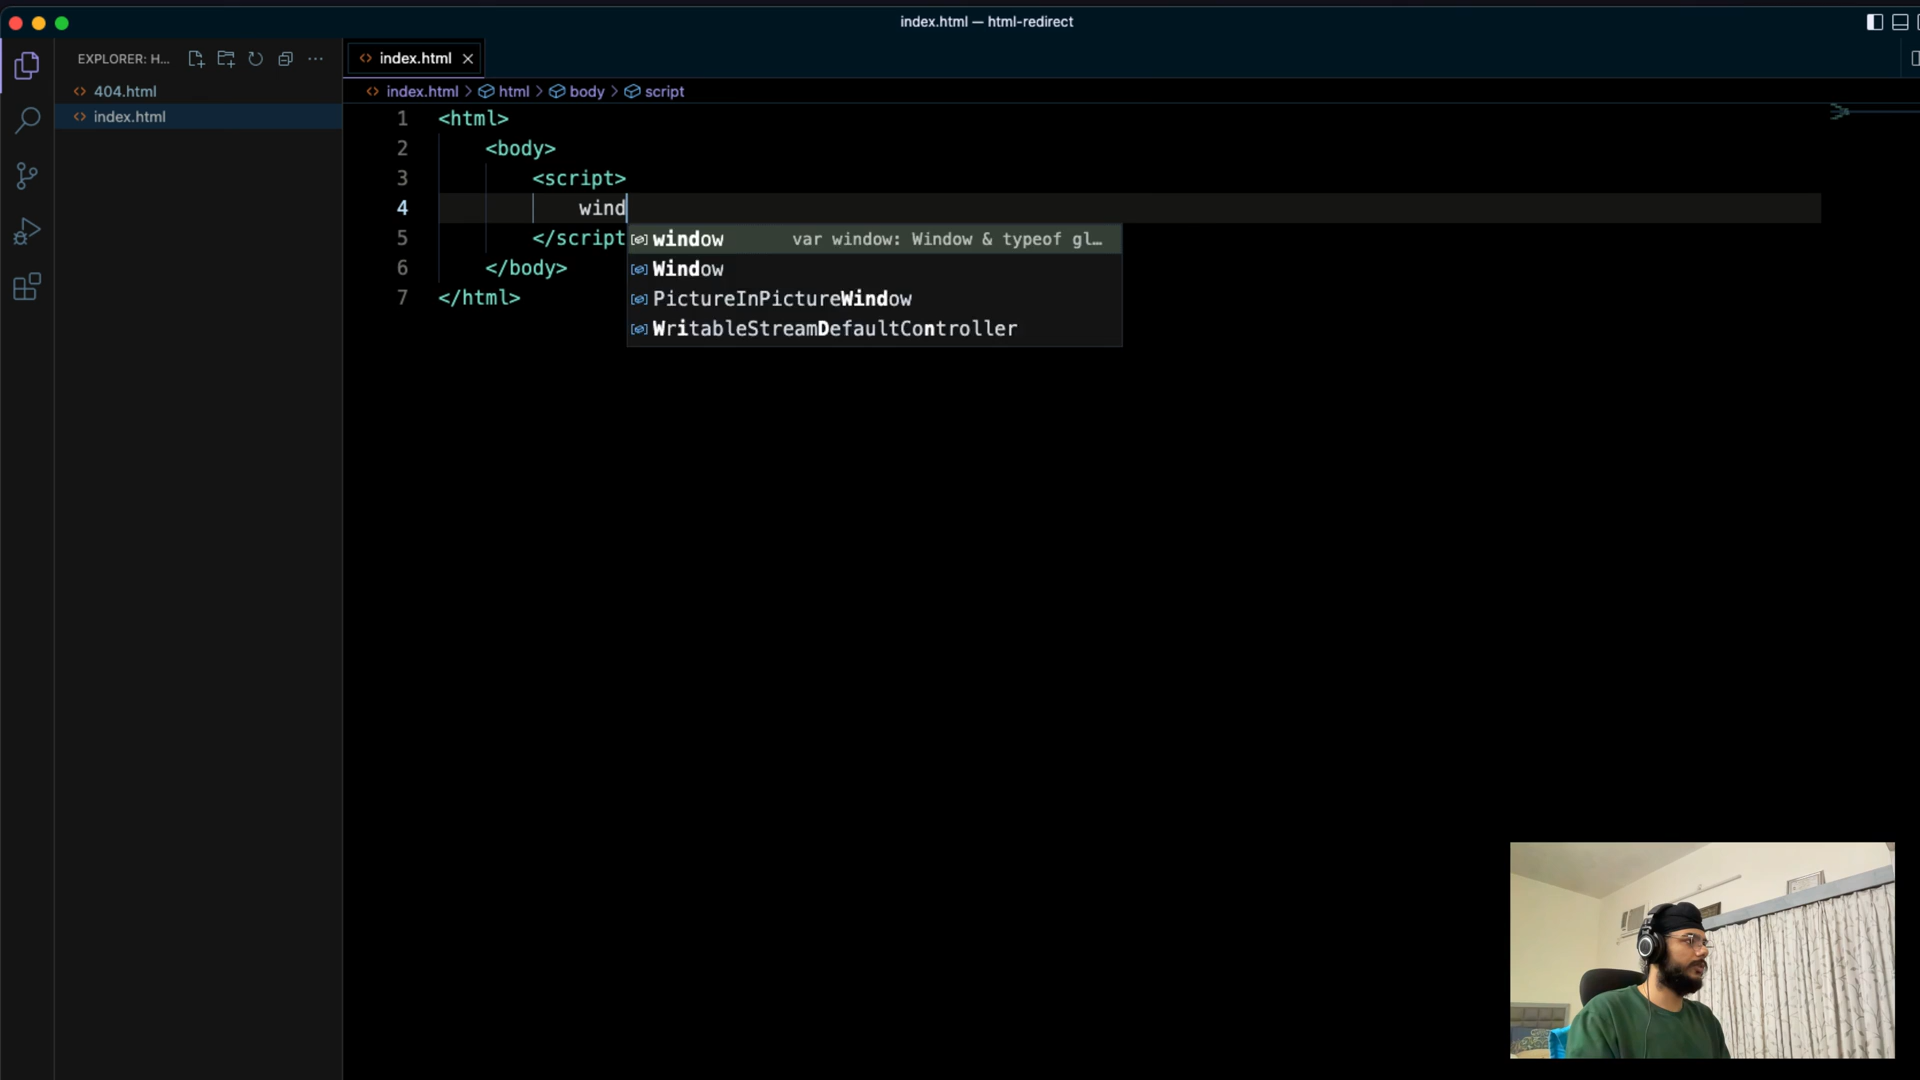 index.html — html-redirect
EXPLORER: H...
404.html
index.html
index.html
index.html > html > body > script
1 <html>
2 <body>
3 <script>
4 wind
5 </script
6 </body>
7 </html>
window var window: Window & typeof gl…
Window
PictureInPictureWindow
WritableStreamDefaultController